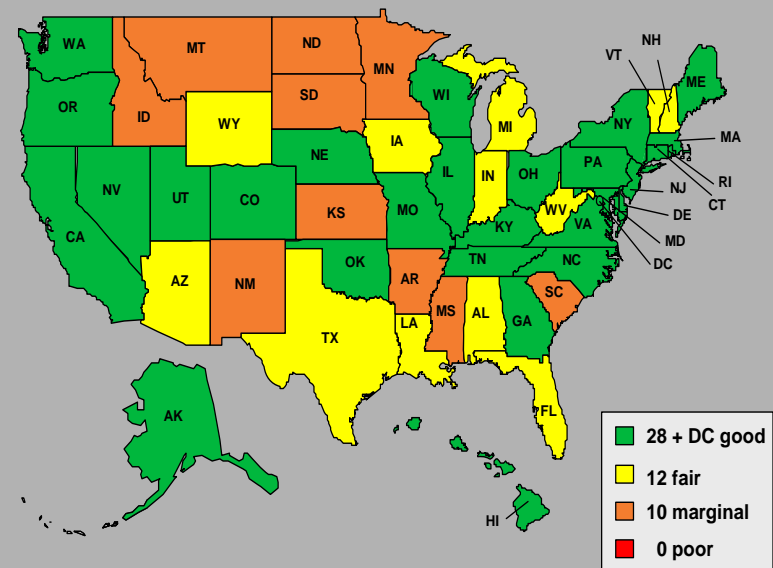 WA
MT
ND
MN
VT
NH
ME
OR
ID
SD
WI
NY
MA
WY
MI
IA
NE
PA
RI
NV
UT
CO
IL
IN
OH
NJ
CT
CA
KS
MO
WV
VA
DE
KY
MD
AZ
NM
OK
TN
NC
DC
AR
SC
TX
LA
MS
AL
GA
FL
AK
HI
28 + DC good
12 fair
10 marginal
0 poor